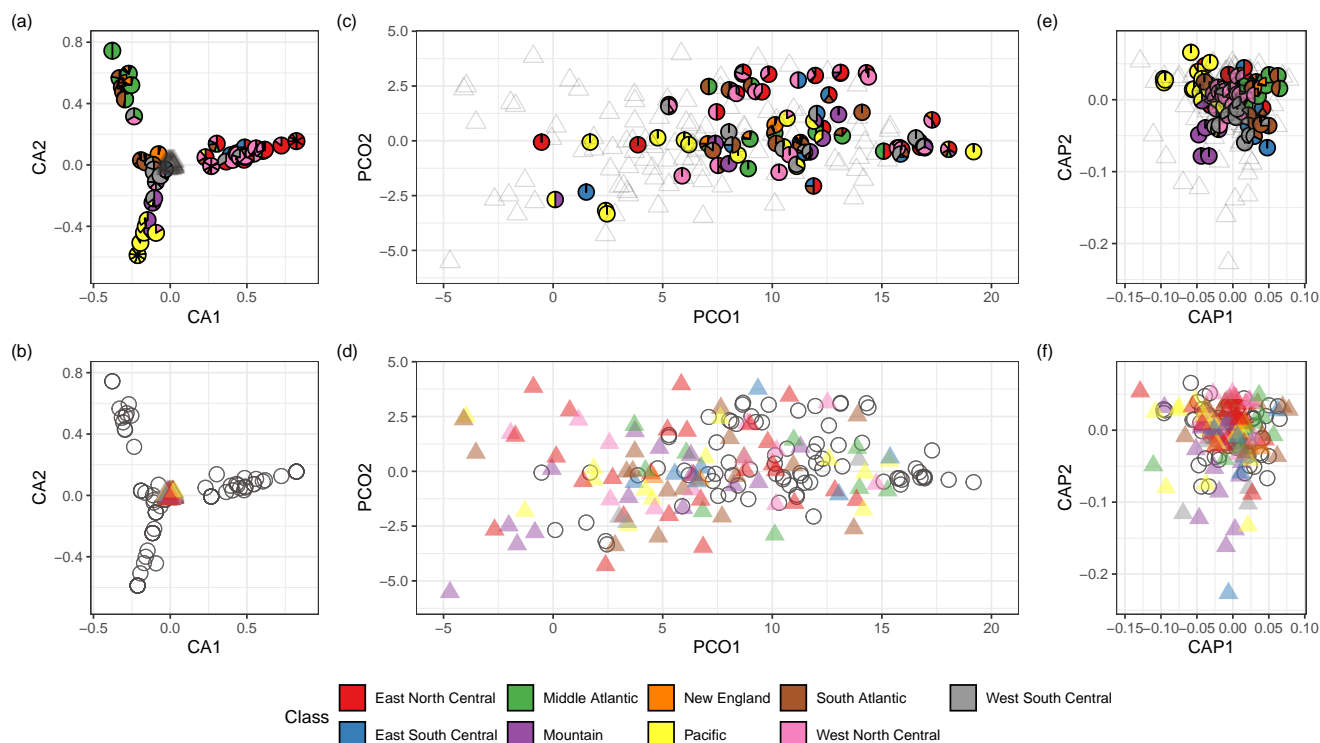 (a) (c) (e)
0.8
0.4
0.0
−0.4
CA2
−0.5 0.0 0.5
CA1
5.0
2.5
0.0
−2.5
−5.0
PCO2
−5 0 5 10 15 20
PCO1
0.0
−0.1
−0.2
CAP2
−0.15 −0.10 −0.05 0.00 0.05 0.10
CAP1
(b) (d) (f)
0.8
0.4
0.0
−0.4
CA2
−0.5 0.0 0.5
CA1
5.0
2.5
0.0
−2.5
−5.0
PCO2
−5 0 5 10 15 20
PCO1
0.0
−0.1
−0.2
CAP2
−0.15 −0.10 −0.05 0.00 0.05 0.10
CAP1
Class
East North Central Middle Atlantic New England South Atlantic West South Central
East South Central Mountain Pacific West North Central